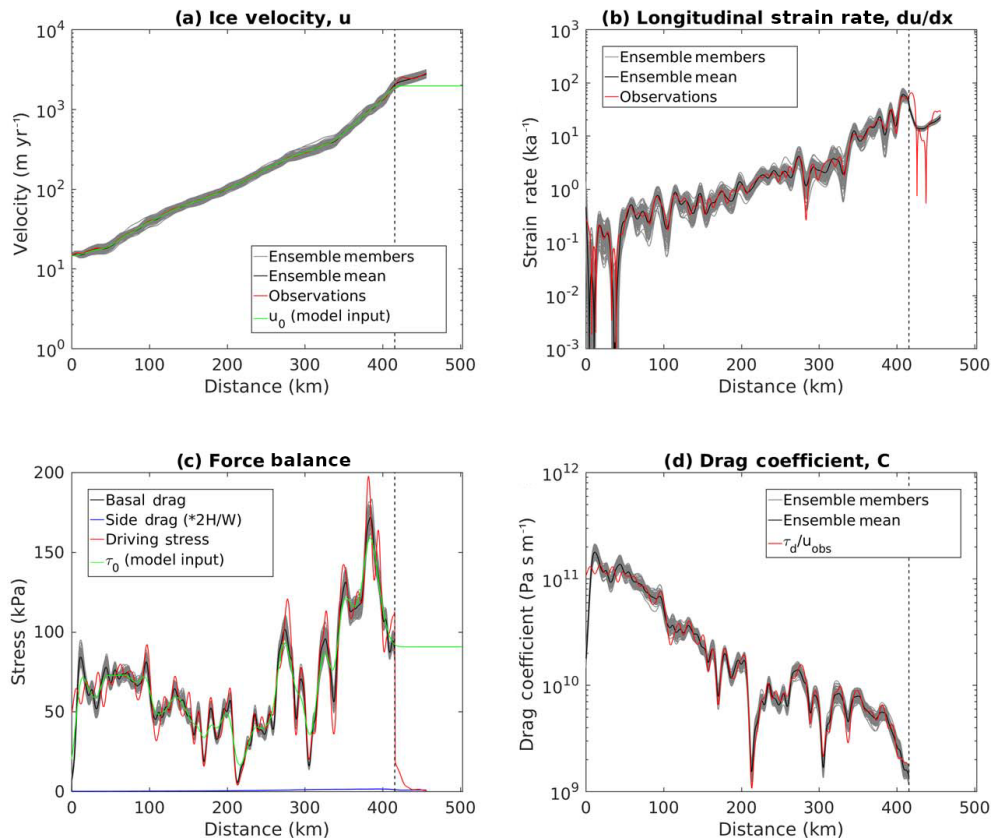 (a) Ice velocity, u
10⁴
10³
10²
10¹
10⁰
Velocity (m yr⁻¹)
Ensemble members
Ensemble mean
Observations
u₀ (model input)
0 100 200 300 400 500
Distance (km)
(b) Longitudinal strain rate, du/dx
10³
10²
10¹
10⁰
10⁻¹
10⁻²
10⁻³
Strain rate (ka⁻¹)
Ensemble members
Ensemble mean
Observations
0 100 200 300 400 500
Distance (km)
(c) Force balance
200
150
100
50
0
Stress (kPa)
Basal drag
Side drag (*2H/W)
Driving stress
τ₀ (model input)
0 100 200 300 400 500
Distance (km)
(d) Drag coefficient, C
10¹²
10¹¹
10¹⁰
10⁹
Drag coefficient (Pa s m⁻¹)
Ensemble members
Ensemble mean
τ_d/u_obs
0 100 200 300 400 500
Distance (km)